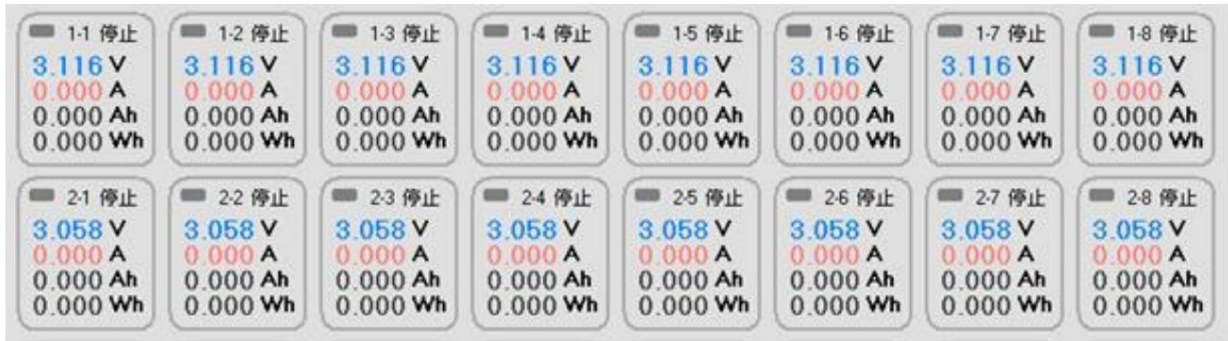 1-1 停止 1-2 停止 1-3 停止 1-4 停止 1-5 停止 1-6 停止 1-7 停止 1-8 停止
3.116 V 3.116 V 3.116 V 3.116 V 3.116 V 3.116 V 3.116 V 3.116 V
0.000 A 0.000 A 0.000 A 0.000 A 0.000 A 0.000 A 0.000 A 0.000 A
0.000 Ah 0.000 Ah 0.000 Ah 0.000 Ah 0.000 Ah 0.000 Ah 0.000 Ah 0.000 Ah
0.000 Wh 0.000 Wh 0.000 Wh 0.000 Wh 0.000 Wh 0.000 Wh 0.000 Wh 0.000 Wh
2-1 停止 2-2 停止 2-3 停止 2-4 停止 2-5 停止 2-6 停止 2-7 停止 2-8 停止
3.058 V 3.058 V 3.058 V 3.058 V 3.058 V 3.058 V 3.058 V 3.058 V
0.000 A 0.000 A 0.000 A 0.000 A 0.000 A 0.000 A 0.000 A 0.000 A
0.000 Ah 0.000 Ah 0.000 Ah 0.000 Ah 0.000 Ah 0.000 Ah 0.000 Ah 0.000 Ah
0.000 Wh 0.000 Wh 0.000 Wh 0.000 Wh 0.000 Wh 0.000 Wh 0.000 Wh 0.000 Wh